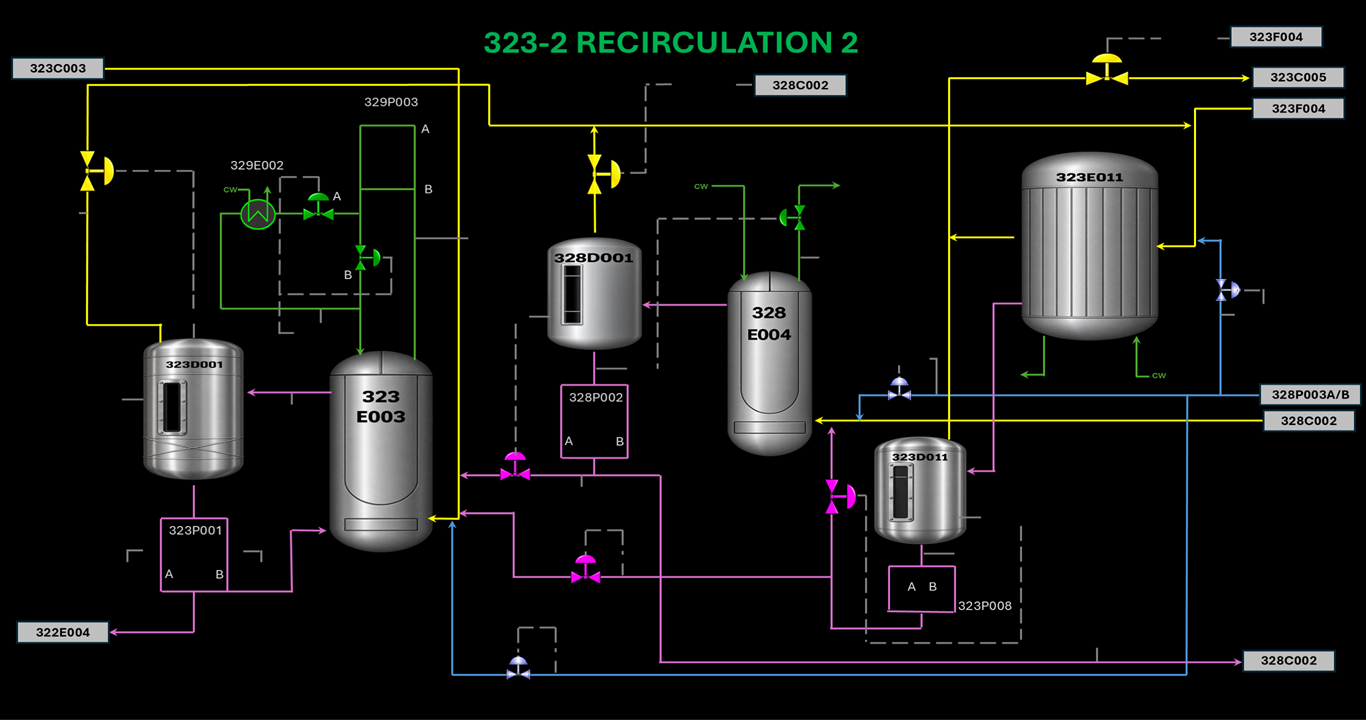 323-2 RECIRCULATION 2
323F004
323C003
323C005
328C002
323F004
329P003
A
329E002
323E011
CW
A
B
CW
328D001
B
328
E004
323D001
CW
323
E003
328P002
328P003A/B
328C002
A
B
323D011
323P001
A
B
A
B
323P008
322E004
328C002